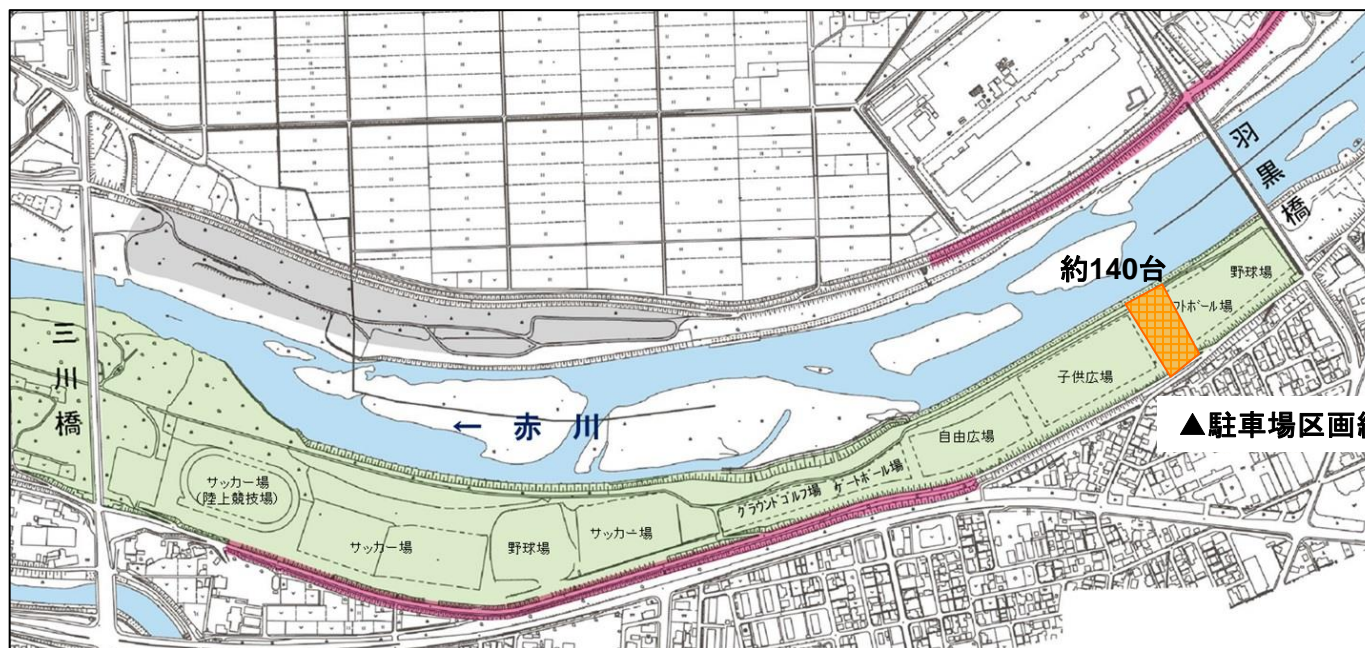 羽黒橋
約140台
野球場
フトボール場
子供広場
▲駐車場区画
自由広場
三川橋
← 赤川
グラウンドゴルフ場 ゲートボール場
サッカー場
(陸上競技場)
サッカー場
野球場
サッカー場